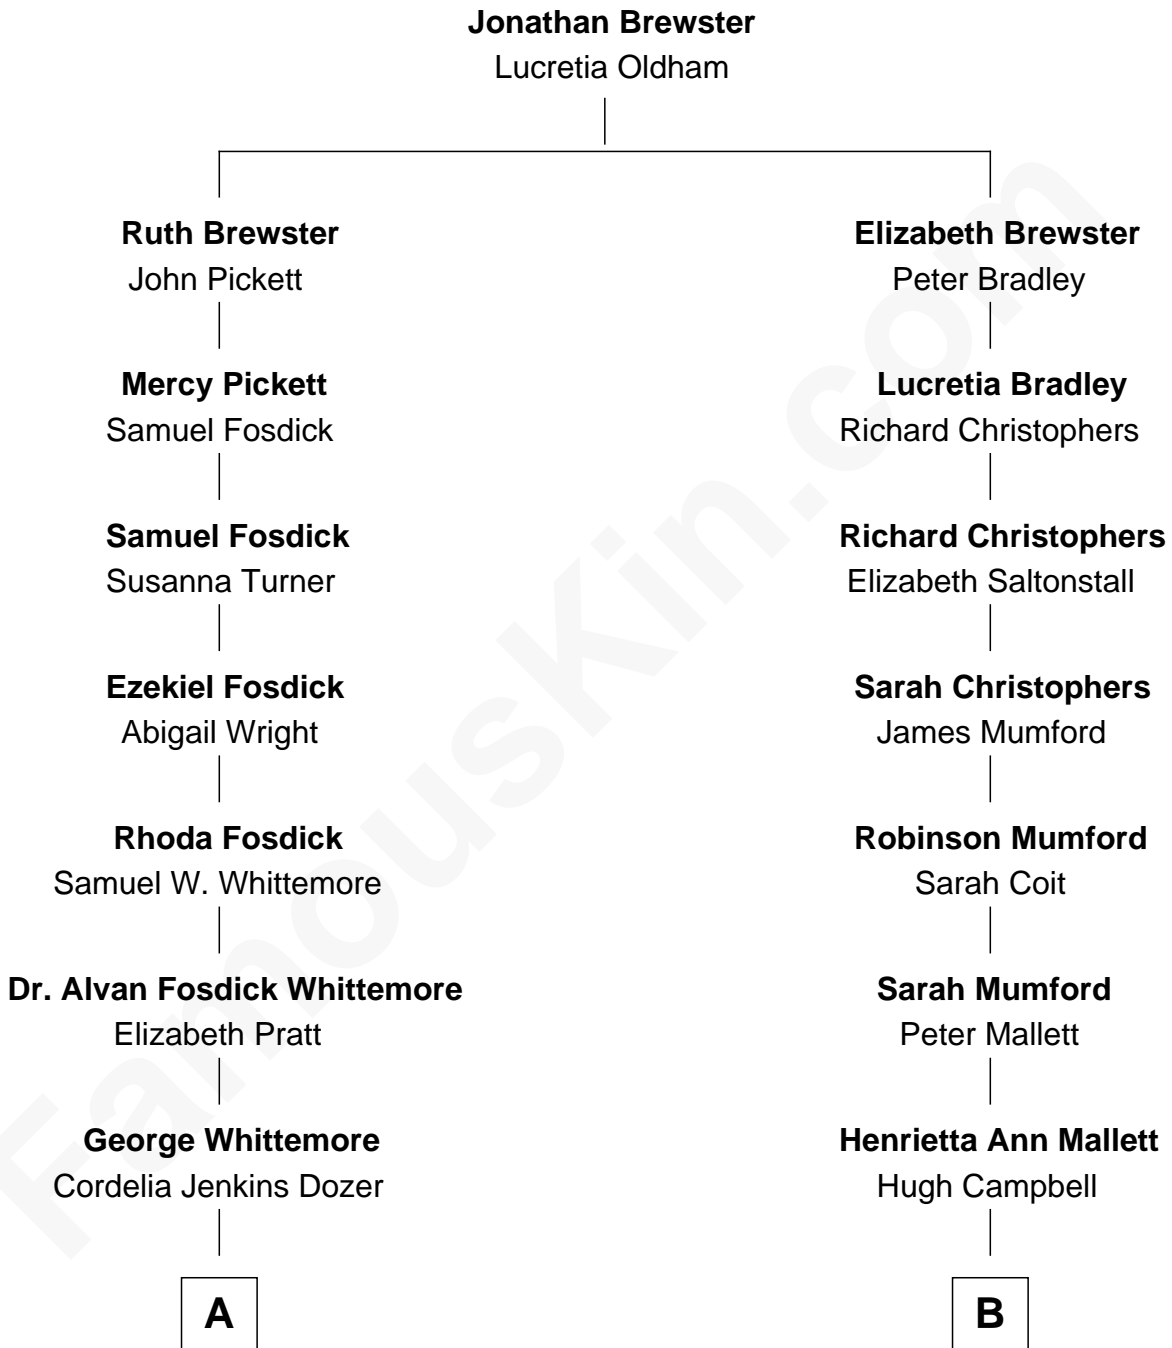 Jonathan Brewster
Lucretia Oldham
Ruth Brewster
John Pickett
Elizabeth Brewster
Peter Bradley
Mercy Pickett
Samuel Fosdick
Lucretia Bradley
Richard Christophers
Samuel Fosdick
Susanna Turner
Richard Christophers
Elizabeth Saltonstall
Ezekiel Fosdick
Abigail Wright
Sarah Christophers
James Mumford
Rhoda Fosdick
Samuel W. Whittemore
Robinson Mumford
Sarah Coit
Dr. Alvan Fosdick Whittemore
Elizabeth Pratt
Sarah Mumford
Peter Mallett
George Whittemore
Cordelia Jenkins Dozer
Henrietta Ann Mallett
Hugh Campbell
A
B
FamousKin.com